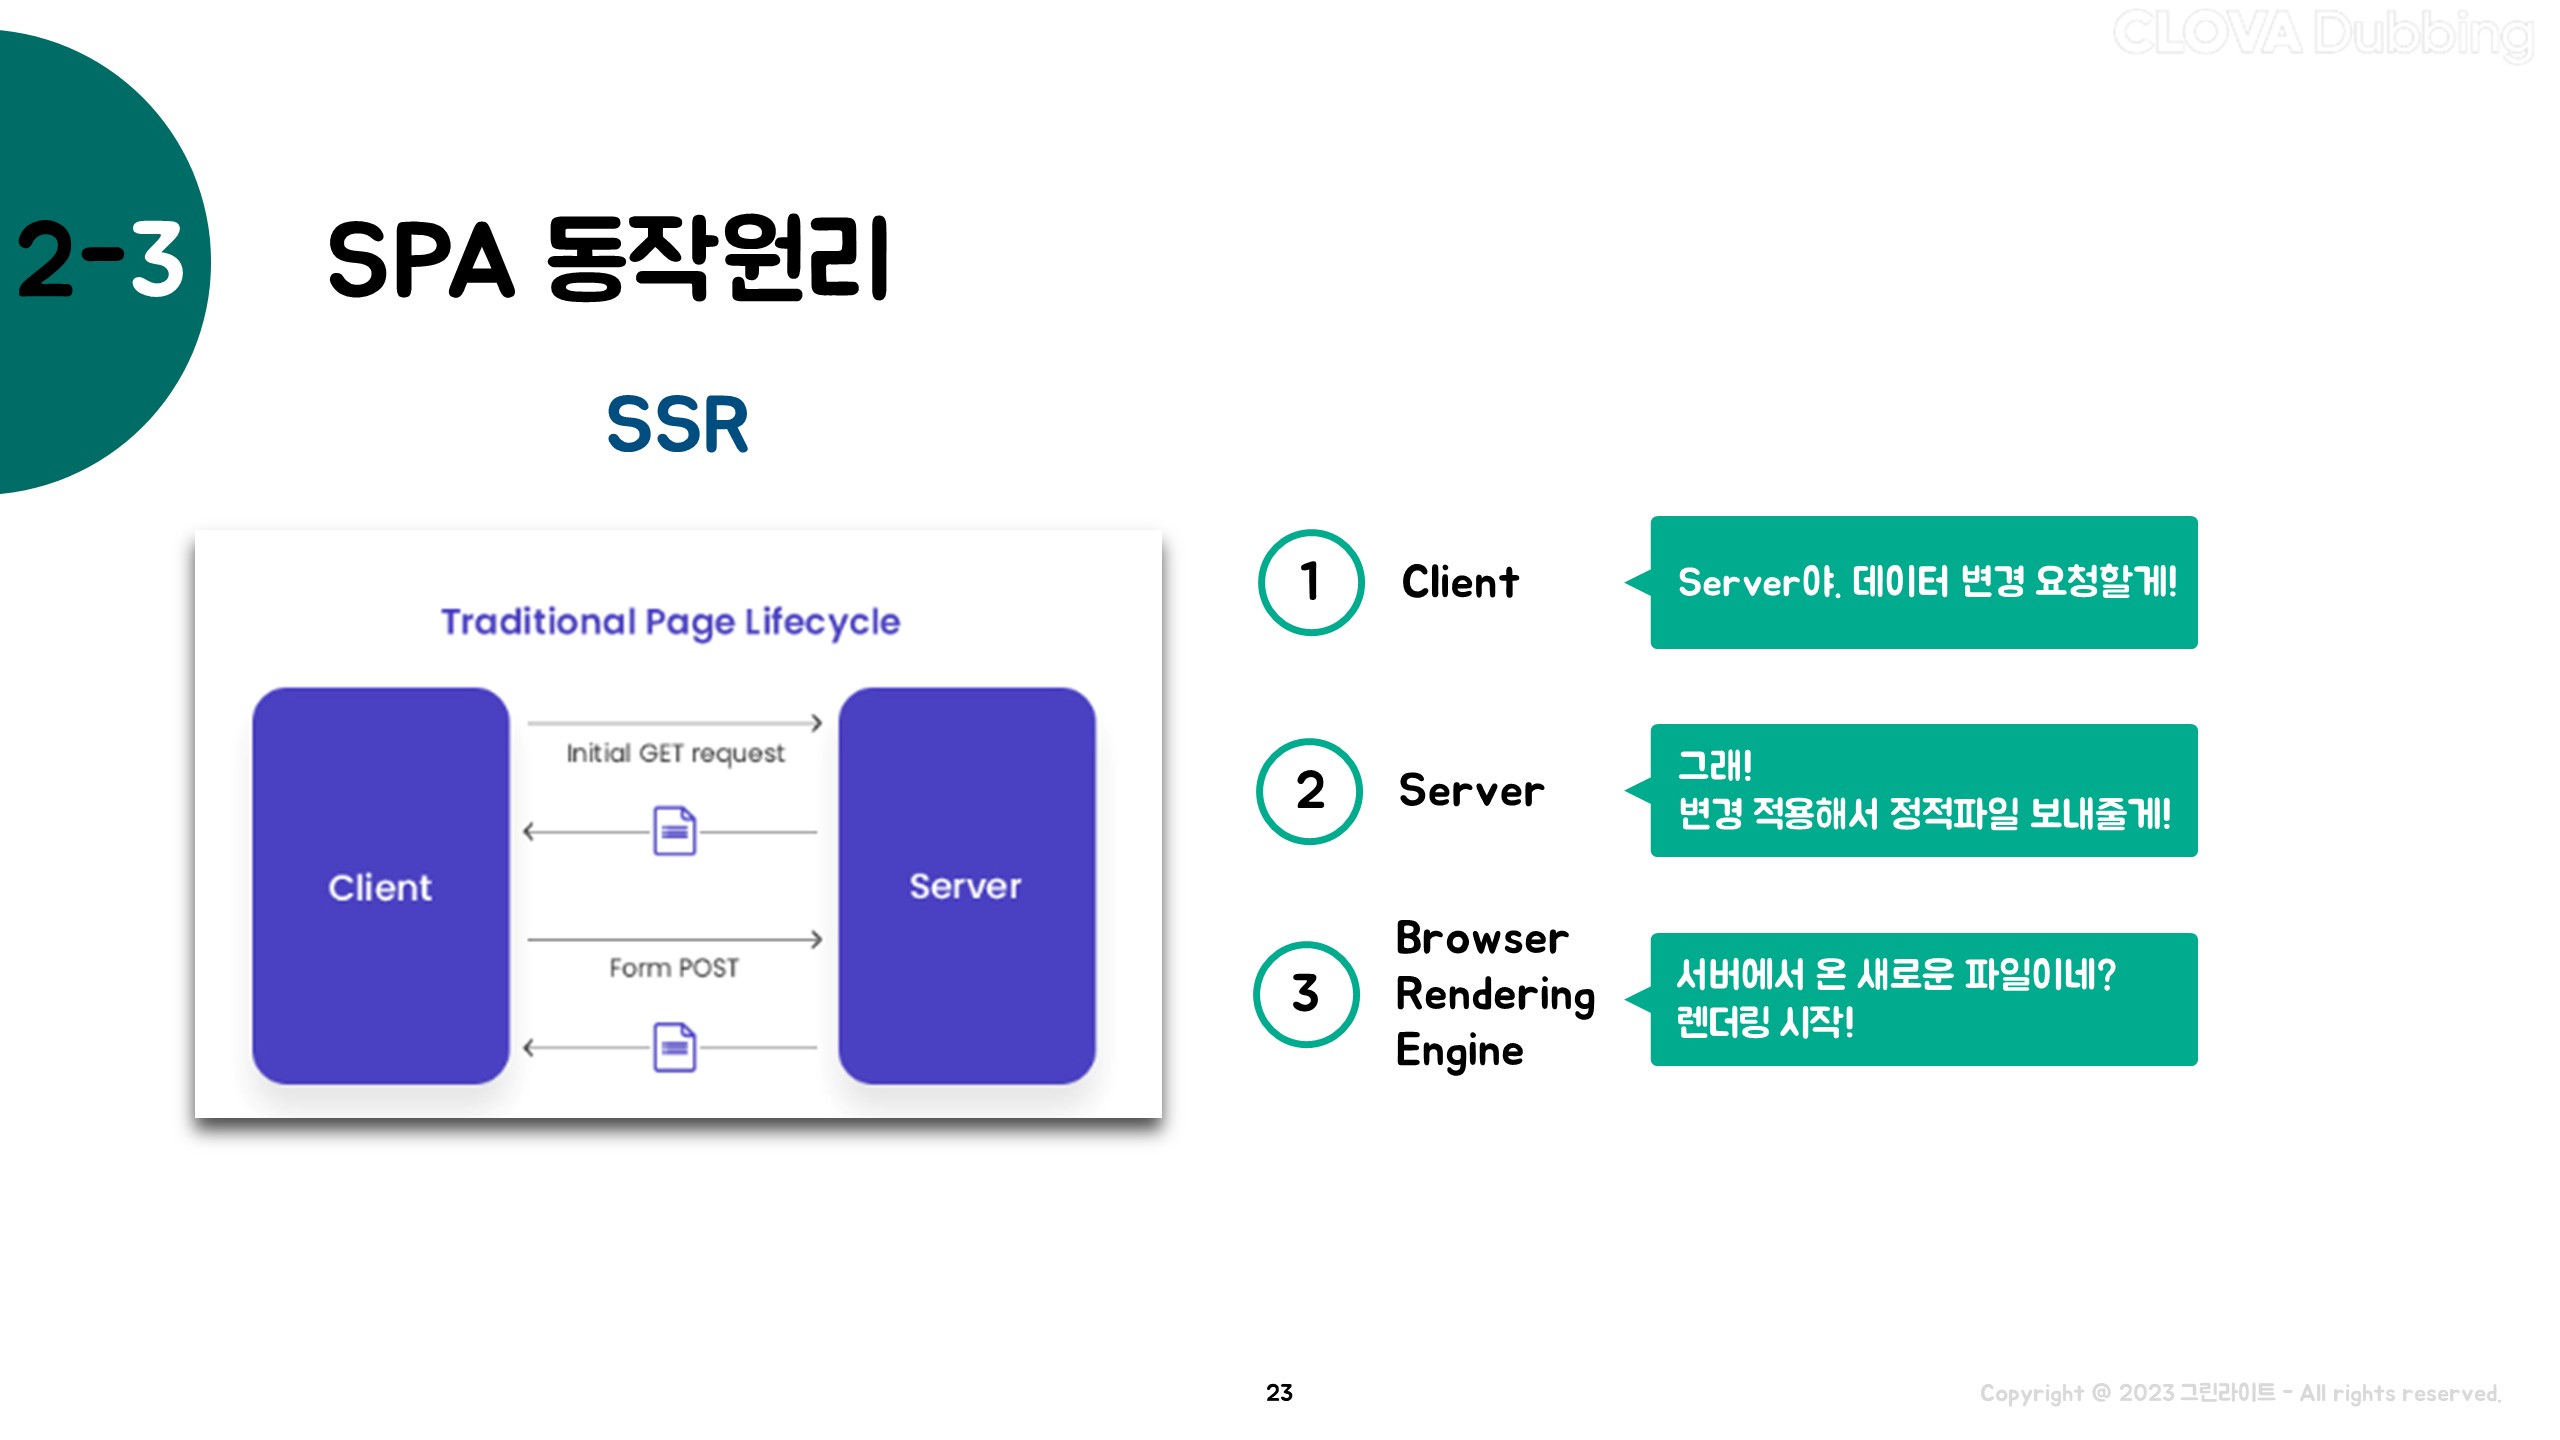 CLOVA Dubbing
2-3
SPA 동작원리
SSR
Traditional Page Lifecycle
Client
Server
Initial GET request
Form POST
1
Client
Server야. 데이터 변경 요청할게!
2
Server
그래!
변경 적용해서 정적파일 보내줄게!
3
Browser
Rendering
Engine
서버에서 온 새로운 파일이네?
렌더링 시작!
23
Copyright @ 2023 그린라이트 - All rights reserved.